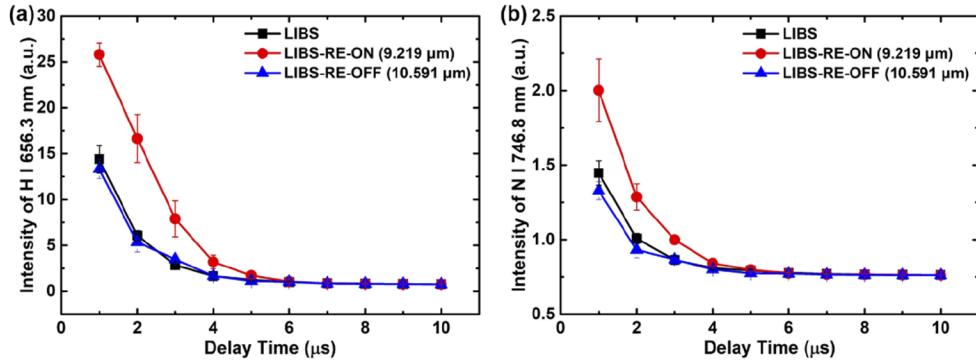 (a)
30
25
20
15
10
5
0
Intensity of H I 656.3 nm (a.u.)
LIBS
LIBS-RE-ON (9.219 μm)
LIBS-RE-OFF (10.591 μm)
0 2 4 6 8 10
Delay Time (μs)
(b)
2.5
2.0
1.5
1.0
0.5
Intensity of N I 746.8 nm (a.u.)
LIBS
LIBS-RE-ON (9.219 μm)
LIBS-RE-OFF (10.591 μm)
0 2 4 6 8 10
Delay Time (μs)